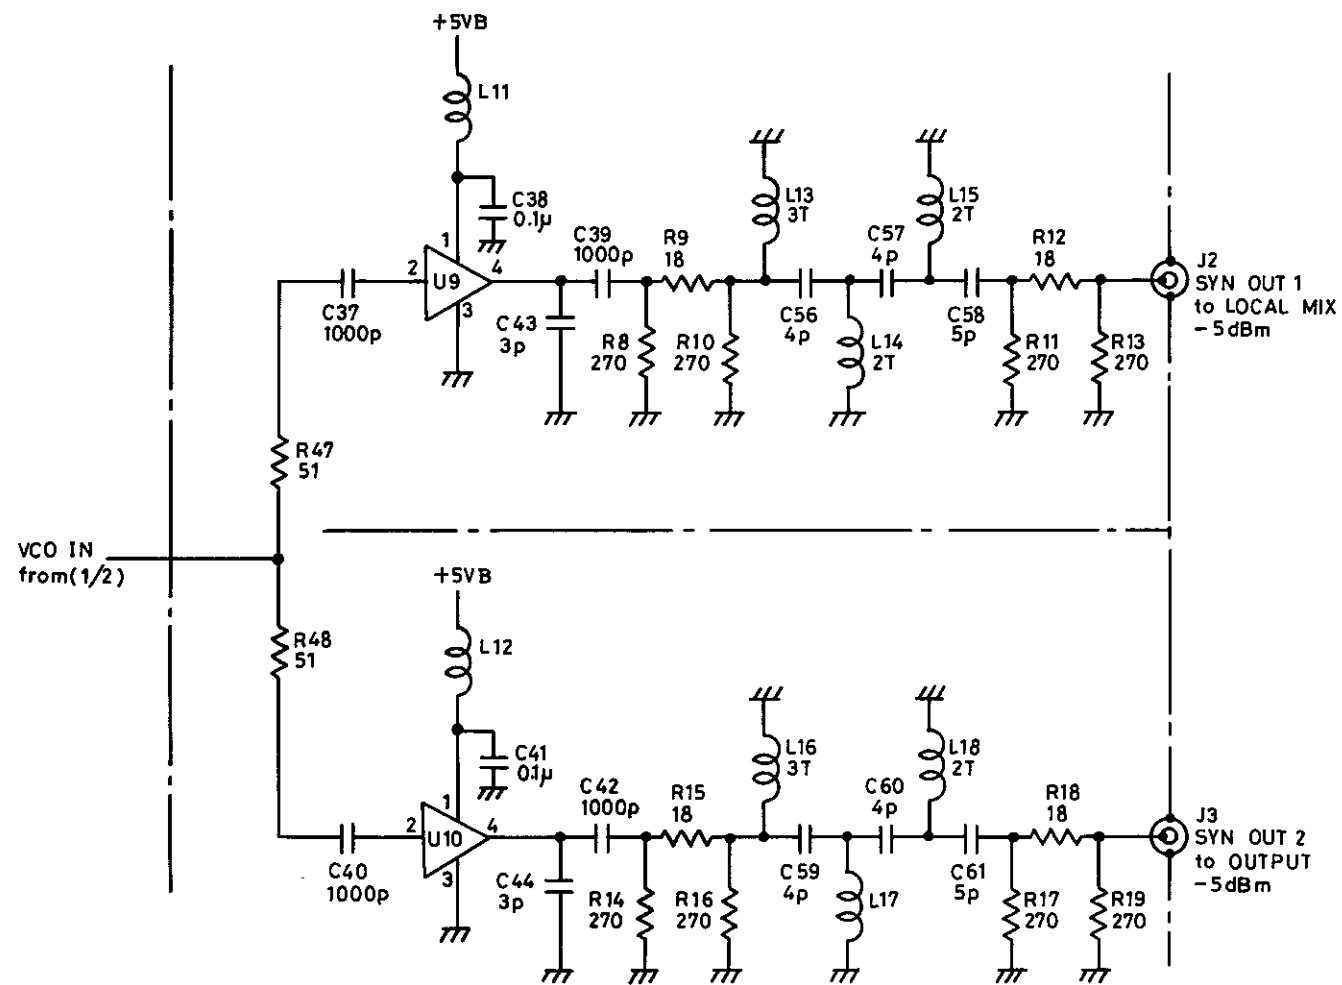 +5VB
L11
C38
0.1µ
1
2
U9
4
3
C37
1000p
C43
3p
C39
1000p
R9
18
R8
270
R10
270
L13
3T
C56
4p
L14
2T
C57
4p
L15
2T
C58
5p
R12
18
R11
270
R13
270
J2
SYN OUT 1
to LOCAL MIX
-5dBm
R47
51
VCO IN
from(1/2)
R48
51
+5VB
L12
C41
0.1µ
1
2
U10
4
3
C40
1000p
C44
3p
C42
1000p
R15
18
R14
270
R16
270
L16
3T
C59
4p
L17
C60
4p
L18
2T
C61
5p
R18
18
R17
270
R19
270
J3
SYN OUT 2
to OUTPUT
-5dBm